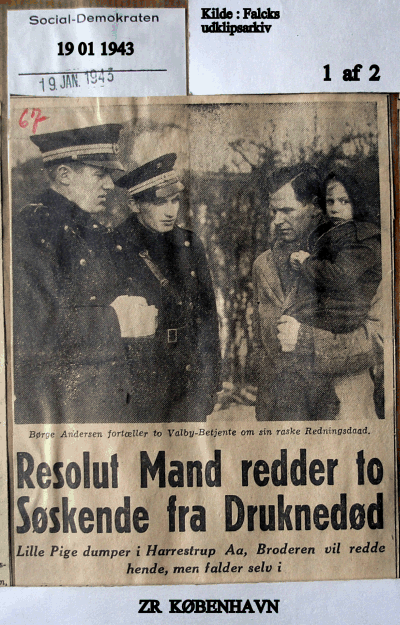 Social-Demokraten
19 01 1943
19. JAN. 1943
Kilde : Falcks
udklipsarkiv
1 af 2
67-
Børge Andersen fortæller to Valby-Betjente om sin raske Redningsdaad.
Resolut Mand redder to
Søskende fra Druknedød
Lille Pige dumper i Harrestrup Aa, Broderen vil redde
hende, men falder selv i
ZR KØBENHAVN